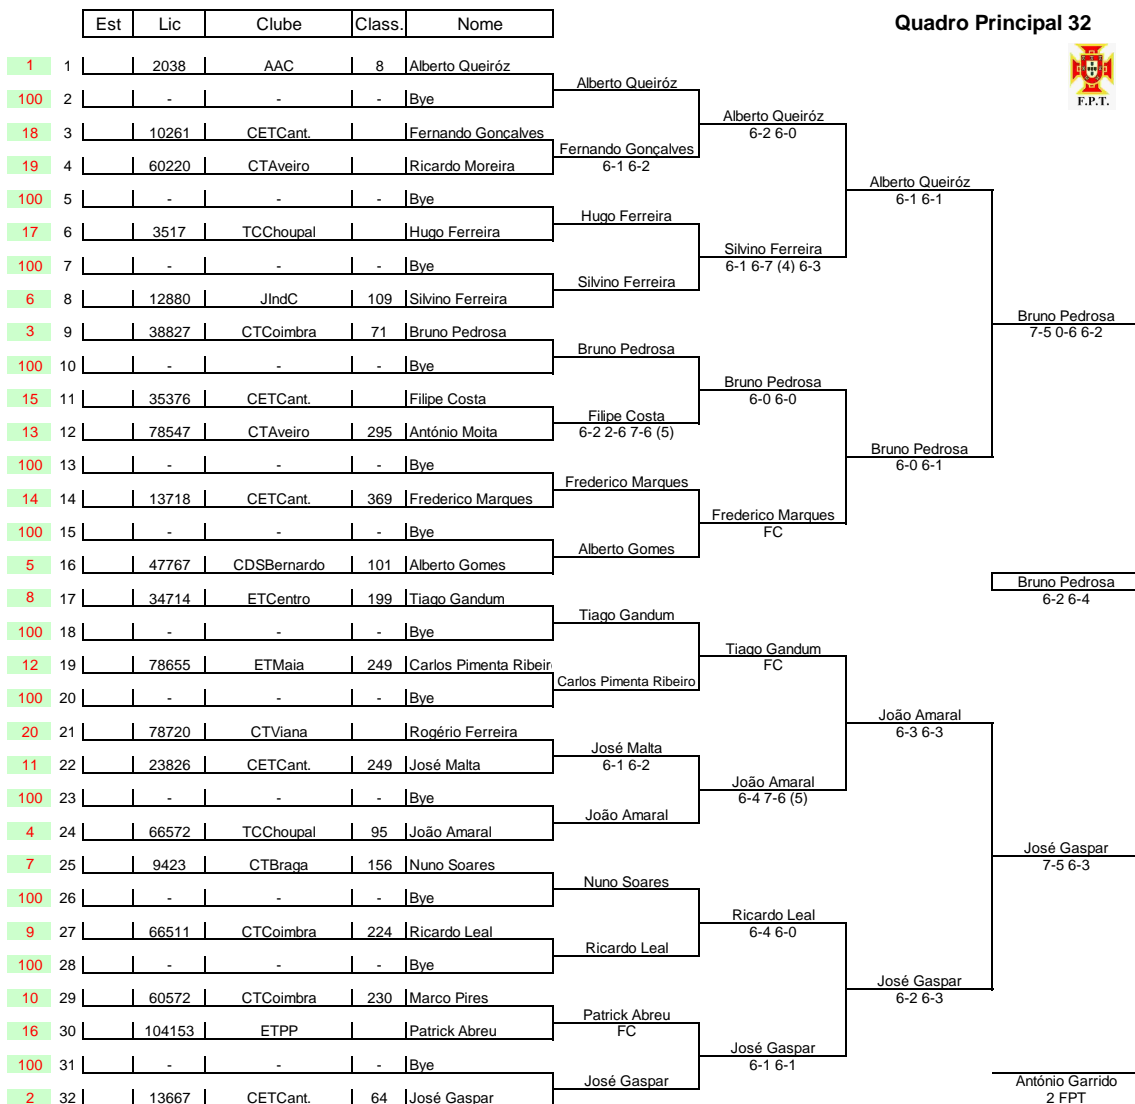 Est Lic Clube Class. Nome
Quadro Principal 32
F.P.T.
1 1 2038 AAC 8 Alberto Queiróz
Alberto Queiróz
100 2 - - - Bye
Alberto Queiróz
6-2 6-0
18 3 10261 CETCant. Fernando Gonçalves
Fernando Gonçalves
6-1 6-2
19 4 60220 CTAveiro Ricardo Moreira
Alberto Queiróz
6-1 6-1
100 5 - - - Bye
Hugo Ferreira
17 6 3517 TCChoupal Hugo Ferreira
Silvino Ferreira
6-1 6-7 (4) 6-3
100 7 - - - Bye
Silvino Ferreira
6 8 12880 JIndC 109 Silvino Ferreira
Bruno Pedrosa
7-5 0-6 6-2
3 9 38827 CTCoimbra 71 Bruno Pedrosa
Bruno Pedrosa
100 10 - - - Bye
Bruno Pedrosa
6-0 6-0
15 11 35376 CETCant. Filipe Costa
Filipe Costa
6-2 2-6 7-6 (5)
13 12 78547 CTAveiro 295 António Moita
Bruno Pedrosa
6-0 6-1
100 13 - - - Bye
Frederico Marques
14 14 13718 CETCant. 369 Frederico Marques
Frederico Marques
FC
100 15 - - - Bye
Alberto Gomes
5 16 47767 CDSBernardo 101 Alberto Gomes
Bruno Pedrosa
6-2 6-4
8 17 34714 ETCentro 199 Tiago Gandum
Tiago Gandum
100 18 - - - Bye
Tiago Gandum
FC
12 19 78655 ETMaia 249 Carlos Pimenta Ribeir
Carlos Pimenta Ribeiro
100 20 - - - Bye
João Amaral
6-3 6-3
20 21 78720 CTViana Rogério Ferreira
José Malta
6-1 6-2
11 22 23826 CETCant. 249 José Malta
João Amaral
6-4 7-6 (5)
100 23 - - - Bye
João Amaral
4 24 66572 TCChoupal 95 João Amaral
José Gaspar
7-5 6-3
7 25 9423 CTBraga 156 Nuno Soares
Nuno Soares
100 26 - - - Bye
Ricardo Leal
6-4 6-0
9 27 66511 CTCoimbra 224 Ricardo Leal
Ricardo Leal
100 28 - - - Bye
José Gaspar
6-2 6-3
10 29 60572 CTCoimbra 230 Marco Pires
Patrick Abreu
FC
16 30 104153 ETPP Patrick Abreu
José Gaspar
6-1 6-1
100 31 - - - Bye
José Gaspar
2 32 13667 CETCant. 64 José Gaspar
António Garrido
2 FPT